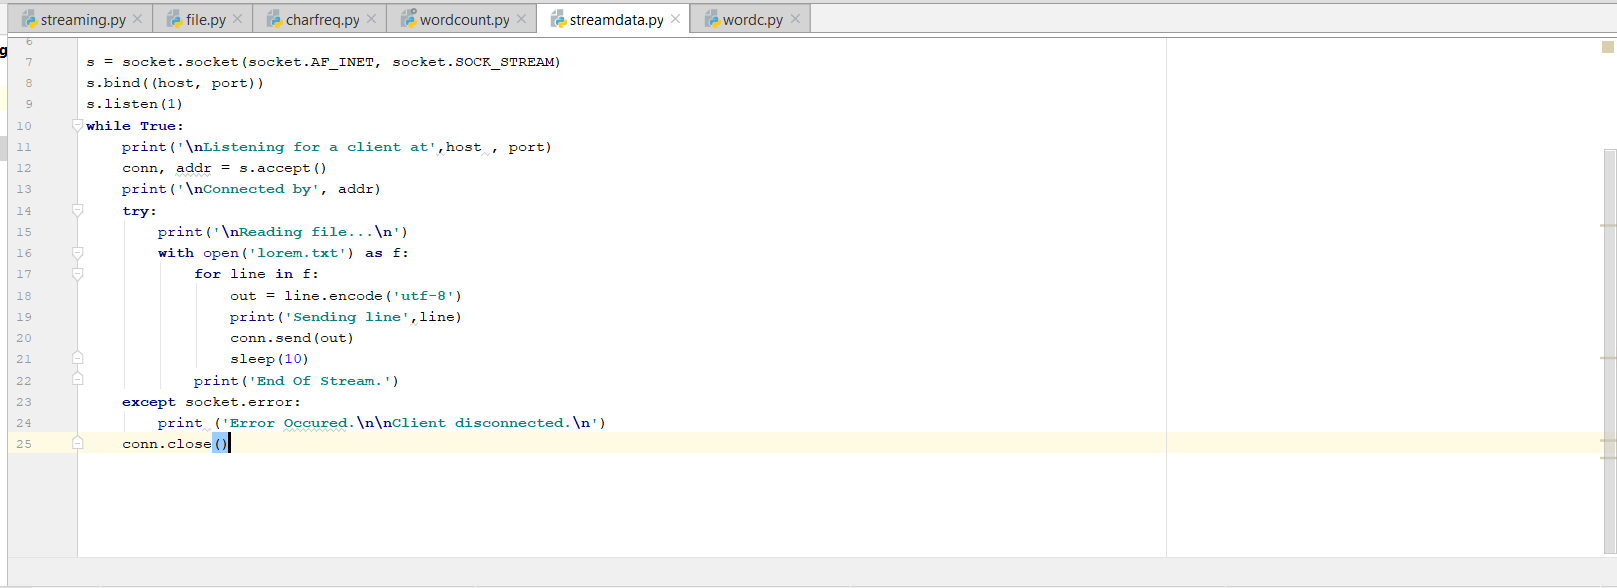 streaming.py file.py charfreq.py wordcount.py streamdata.py wordc.py
g
6
7 s = socket.socket(socket.AF_INET, socket.SOCK_STREAM)
8 s.bind((host, port))
9 s.listen(1)
10 while True:
11     print('\nListening for a client at',host , port)
12     conn, addr = s.accept()
13     print('\nConnected by', addr)
14     try:
15         print('\nReading file...\n')
16         with open('lorem.txt') as f:
17             for line in f:
18                 out = line.encode('utf-8')
19                 print('Sending line',line)
20                 conn.send(out)
21                 sleep(10)
22             print('End Of Stream.')
23     except socket.error:
24         print ('Error Occured.\n\nClient disconnected.\n')
25     conn.close()